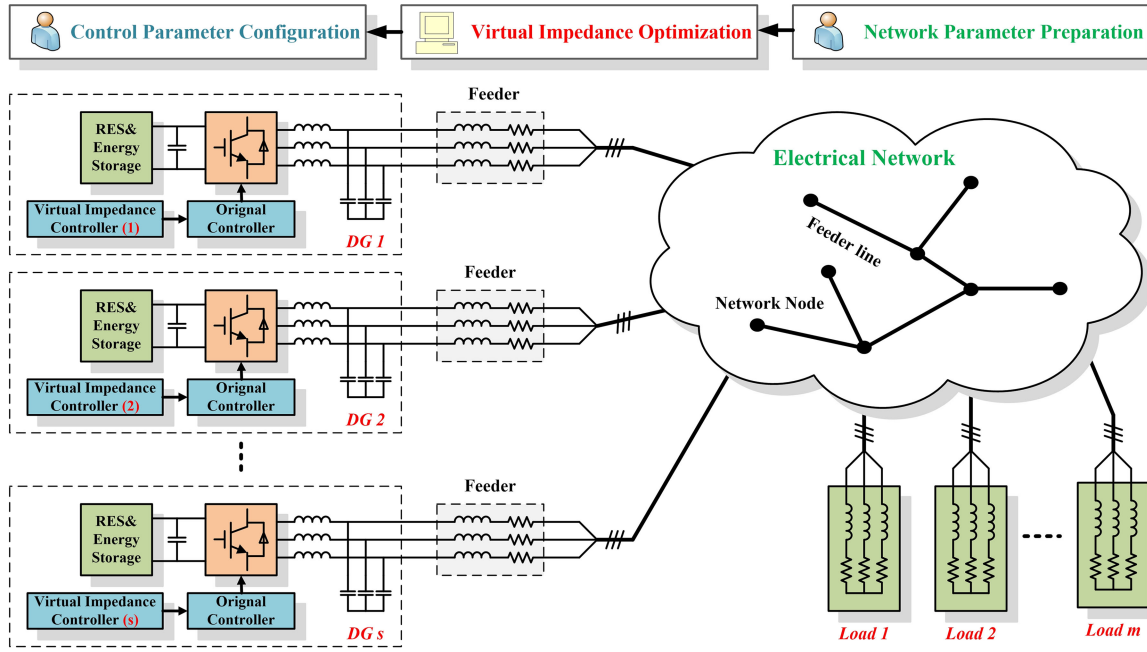 Control Parameter Configuration
Virtual Impedance Optimization
Network Parameter Preparation
RES&
Energy
Storage
Virtual Impedance
Controller (1)
Orignal
Controller
DG 1
Feeder
RES&
Energy
Storage
Virtual Impedance
Controller (2)
Orignal
Controller
DG 2
Feeder
RES&
Energy
Storage
Virtual Impedance
Controller (s)
Orignal
Controller
DG s
Feeder
Electrical Network
Feeder line
Network Node
Load 1
Load 2
Load m